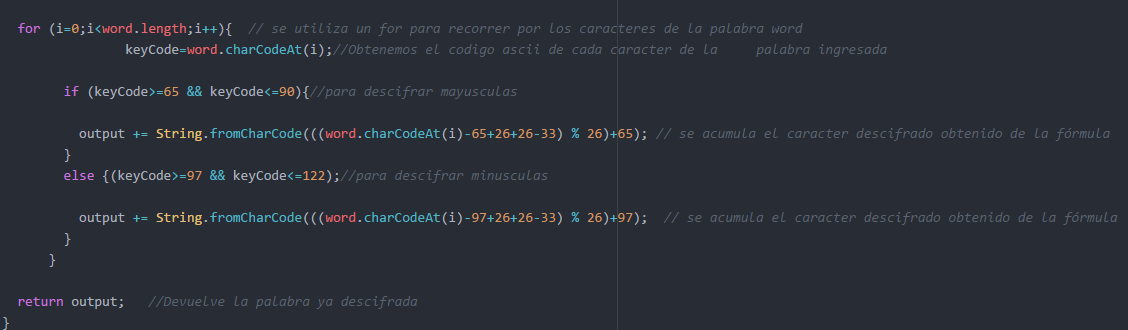 for (i=0;i<word.length;i++){  // se utiliza un for para recorrer por los caracteres de la palabra word
keyCode=word.charCodeAt(i);//Obtenemos el codigo ascii de cada caracter de la     palabra ingresada
if (keyCode>=65 && keyCode<=90){//para descifrar mayusculas
output += String.fromCharCode(((word.charCodeAt(i)-65+26+26-33) % 26)+65); // se acumula el caracter descifrado obtenido de la fórmula
}
else {(keyCode>=97 && keyCode<=122);//para descifrar minusculas
output += String.fromCharCode(((word.charCodeAt(i)-97+26+26-33) % 26)+97);  // se acumula el caracter descifrado obtenido de la fórmula
}
}
return output;   //Devuelve la palabra ya descifrada
}